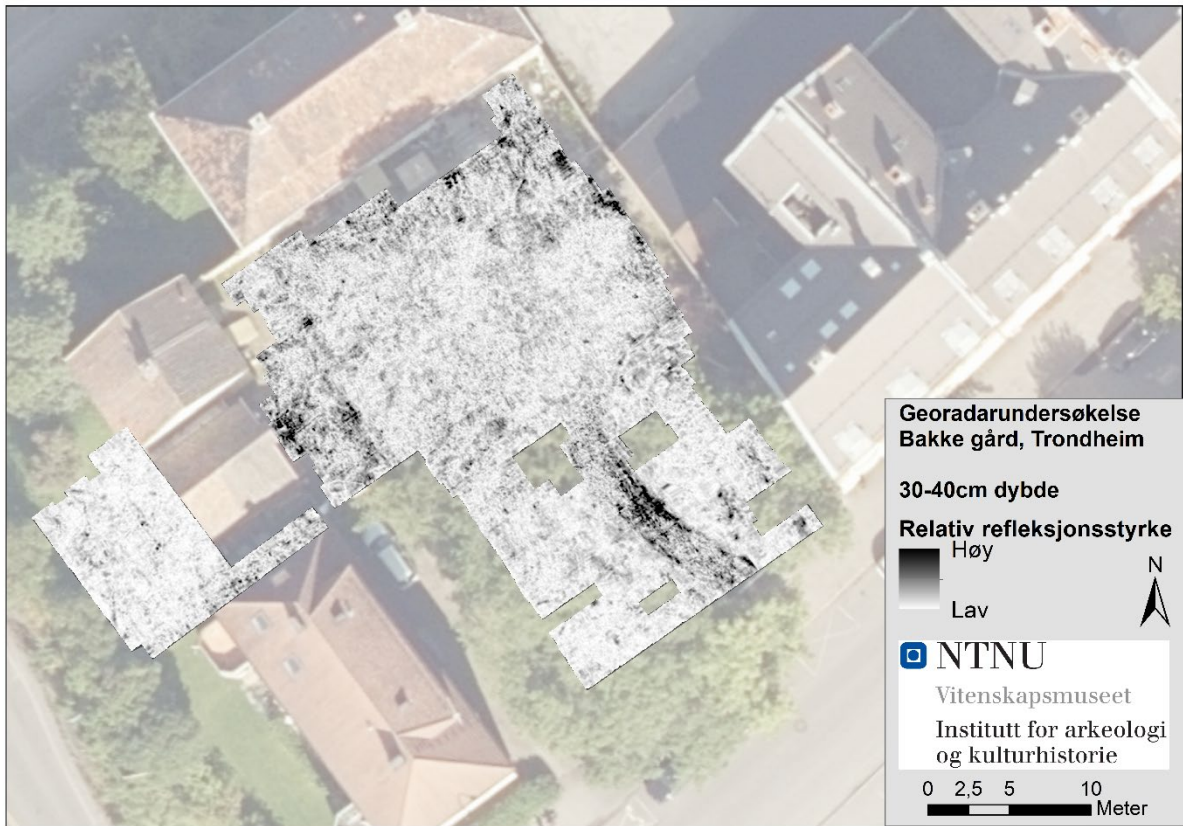 Georadarundersøkelse
Bakke gård, Trondheim
30-40cm dybde
Relativ refleksjonsstyrke
Høy
Lav
N
NTNU
Vitenskapsmuseet
Institutt for arkeologi
og kulturhistorie
0 2,5 5 10
Meter